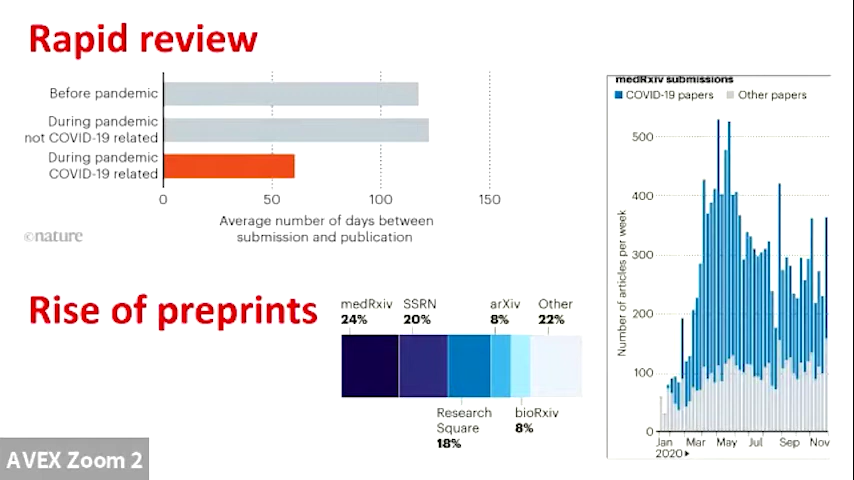 Rapid review
Before pandemic
During pandemic
not COVID-19 related
During pandemic
COVID-19 related
0 50 100 150
Average number of days between
submission and publication
©nature
Rise of preprints
medRxiv SSRN arXiv Other
24% 20% 8% 22%
Research bioRxiv
Square 8%
18%
medRxiv submissions
COVID-19 papers Other papers
500
400
300
200
100
0
Number of articles per week
Jan Mar May Jul Sep Nov
2020
AVEX Zoom 2